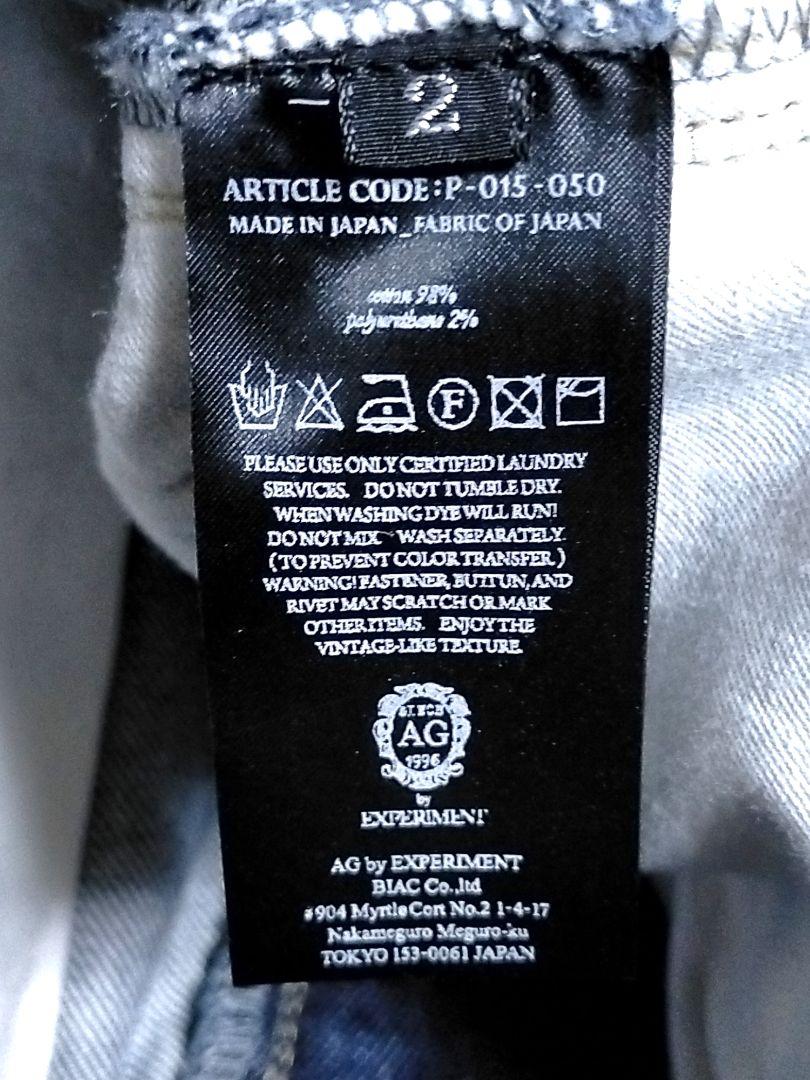 2
ARTICLE CODE:P-015-050
MADE IN JAPAN_FABRIC OF JAPAN
cotton 98%
polyurethane 2%
F
PLEASE USE ONLY CERTIFIED LAUNDRY
SERVICES. DO NOT TUMBLE DRY.
WHEN WASHING DYE WILL RUN!
DO NOT MIX WASH SEPARATELY.
(TO PREVENT COLOR TRANSFER.)
WARNING! FASTENER, BUTTUN, AND
RIVET MAY SCRATCH OR MARK
OTHER ITEMS. ENJOY THE
VINTAGE-LIKE TEXTURE.
AG
1996
by
EXPERIMENT
AG by EXPERIMENT
BIAC Co.,ltd
#904 MyrtleCort No.2 1-4-17
Nakameguro Meguro-ku
TOKYO 153-0061 JAPAN